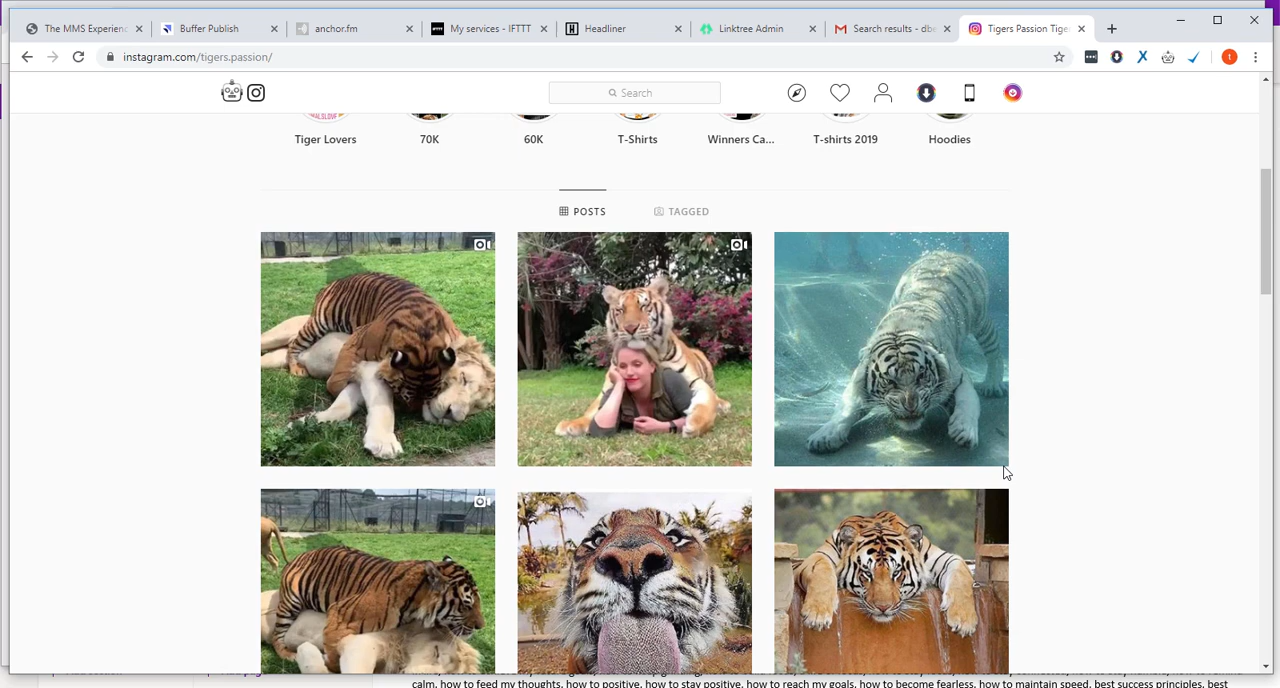 The MMS Experienc
Buffer Publish
anchor.fm
My services - IFTTT
Headliner
Linktree Admin
Search results - dbe
Tigers Passion Tige
instagram.com/tigers.passion/
Search
Tiger Lovers
70K
60K
T-Shirts
Winners Ca...
T-shirts 2019
Hoodies
POSTS
TAGGED
calm, how to feed my thoughts, how to positive, how to stay positive, how to reach my goals, how to become fearless, how to maintain speed, best success principles, best